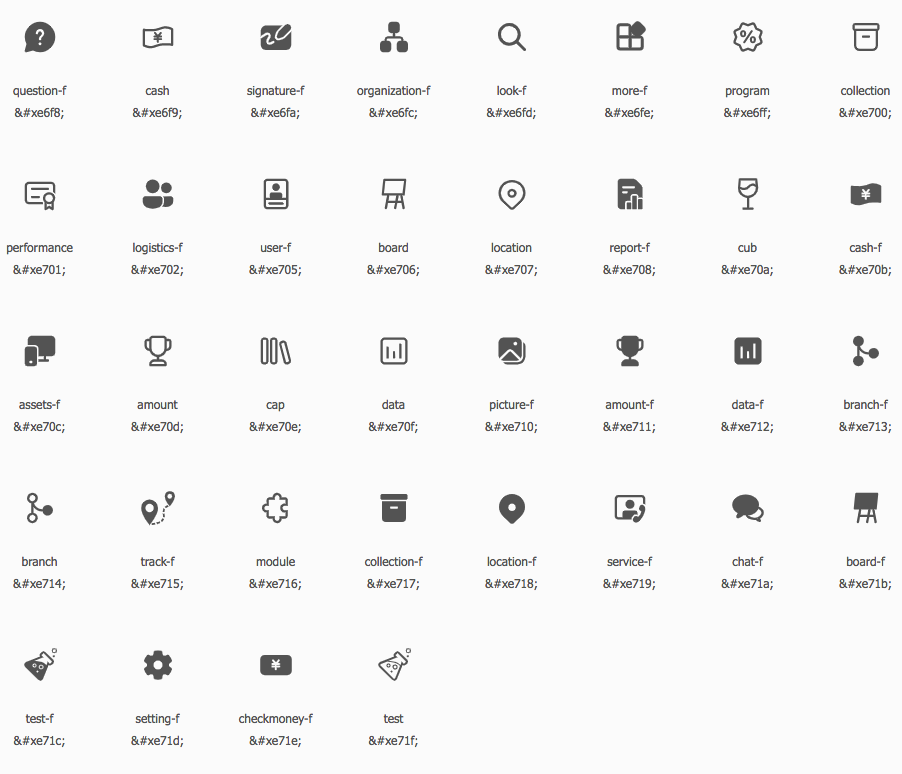 question-f cash signature-f organization-f look-f more-f program collection
&#xe6f8; &#xe6f9; &#xe6fa; &#xe6fc; &#xe6fd; &#xe6fe; &#xe6ff; &#xe700;
performance logistics-f user-f board location report-f cub cash-f
&#xe701; &#xe702; &#xe705; &#xe706; &#xe707; &#xe708; &#xe70a; &#xe70b;
assets-f amount cap data picture-f amount-f data-f branch-f
&#xe70c; &#xe70d; &#xe70e; &#xe70f; &#xe710; &#xe711; &#xe712; &#xe713;
branch track-f module collection-f location-f service-f chat-f board-f
&#xe714; &#xe715; &#xe716; &#xe717; &#xe718; &#xe719; &#xe71a; &#xe71b;
test-f setting-f checkmoney-f test
&#xe71c; &#xe71d; &#xe71e; &#xe71f;